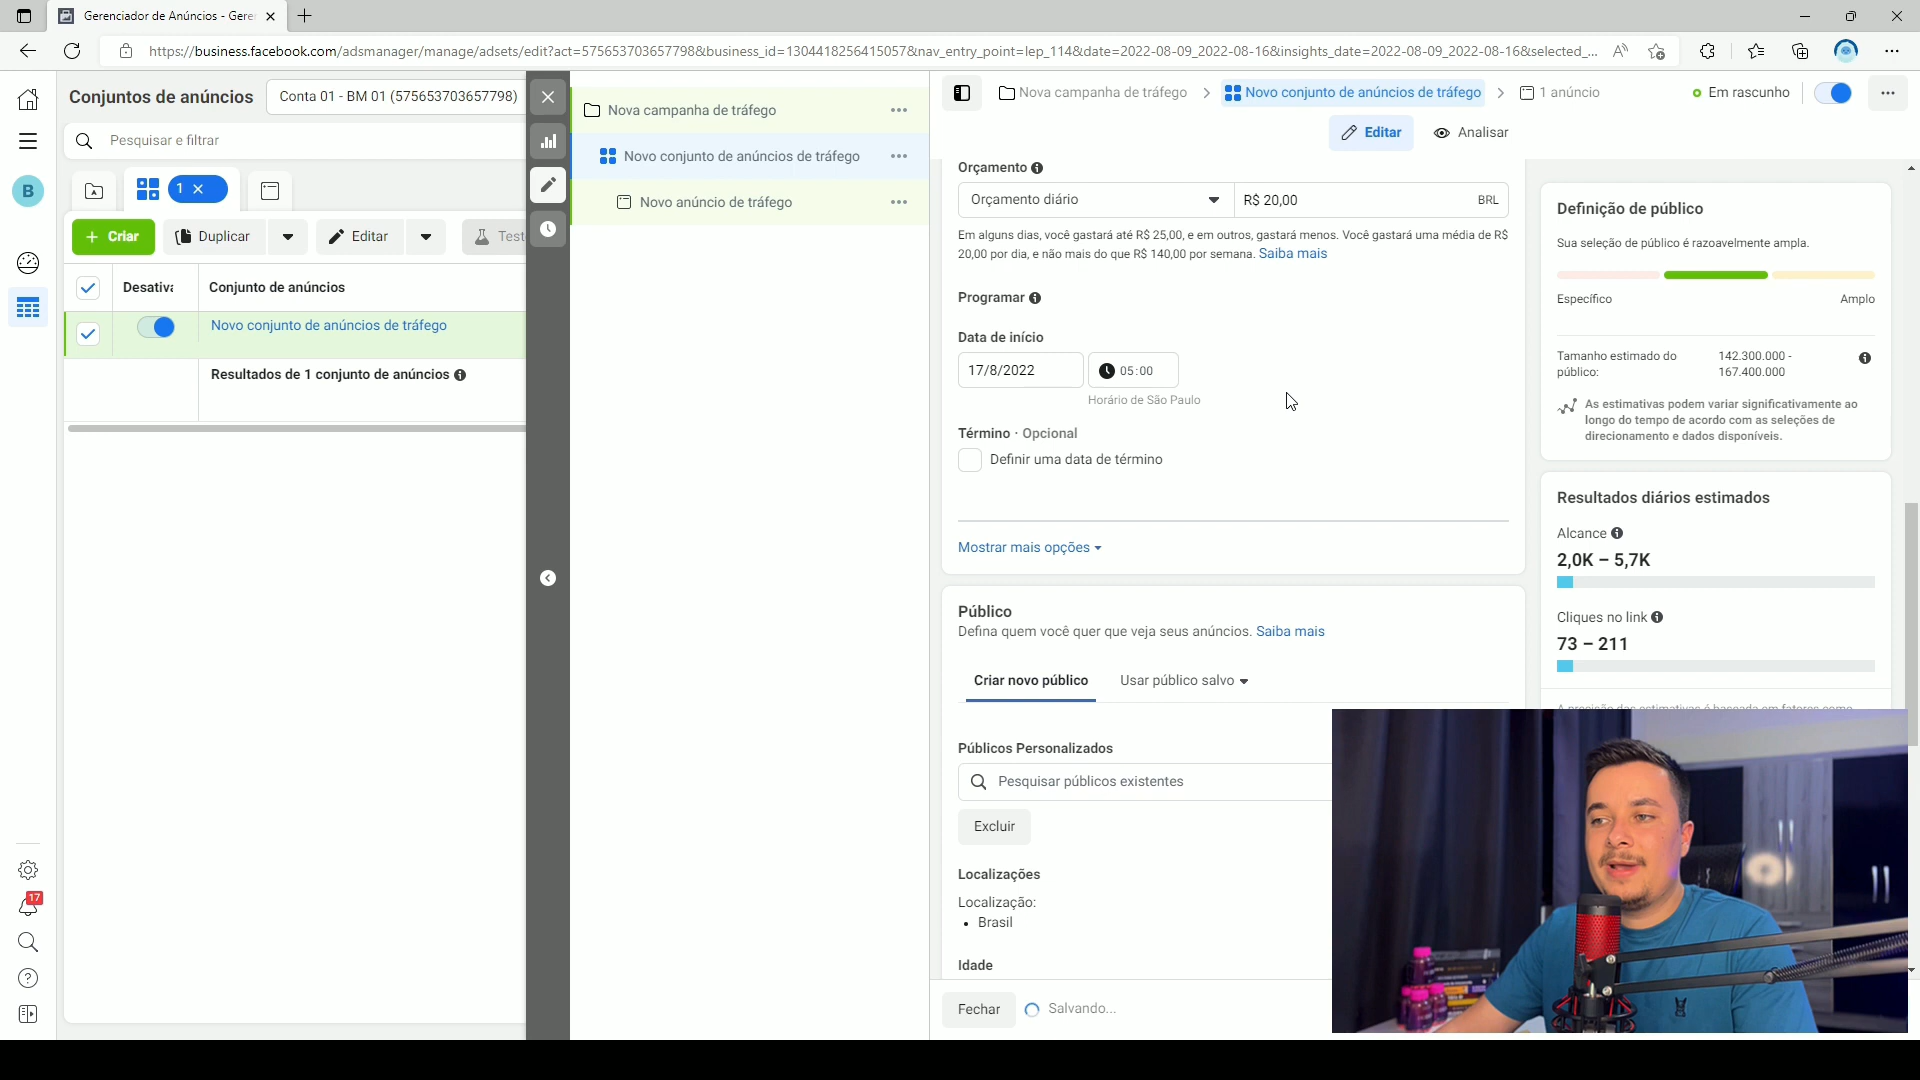 Gerenciador de Anúncios - Gere
https://business.facebook.com/adsmanager/manage/adsets/edit?act=575653703657798&business_id=1304418256415057&nav_entry_point=lep_114&date=2022-08-09_2022-08-16&insights_date=2022-08-09_2022-08-16&selected_...
Conjuntos de anúncios
Conta 01 - BM 01 (575653703657798)
Pesquisar e filtrar
B
1
Criar
Duplicar
Editar
Test
Desativa
Conjunto de anúncios
Novo conjunto de anúncios de tráfego
Resultados de 1 conjunto de anúncios
17
Nova campanha de tráfego
Novo conjunto de anúncios de tráfego
Novo anúncio de tráfego
Nova campanha de tráfego
Novo conjunto de anúncios de tráfego
1 anúncio
Em rascunho
Editar
Analisar
Orçamento
Orçamento diário
R$ 20,00
BRL
Em alguns dias, você gastará até R$ 25,00, e em outros, gastará menos. Você gastará uma média de R$
20,00 por dia, e não mais do que R$ 140,00 por semana. Saiba mais
Programar
Data de início
17/8/2022
05:00
Horário de São Paulo
Término · Opcional
Definir uma data de término
Mostrar mais opções
Público
Defina quem você quer que veja seus anúncios. Saiba mais
Criar novo público
Usar público salvo
Públicos Personalizados
Pesquisar públicos existentes
Excluir
Localizações
Localização:
• Brasil
Idade
Fechar
Salvando...
Definição de público
Sua seleção de público é razoavelmente ampla.
Específico
Amplo
Tamanho estimado do
público:
142.300.000 -
167.400.000
As estimativas podem variar significativamente ao
longo do tempo de acordo com as seleções de
direcionamento e dados disponíveis.
Resultados diários estimados
Alcance
2,0K – 5,7K
Cliques no link
73 – 211
A precisão das estimativas é baseada em fatores como